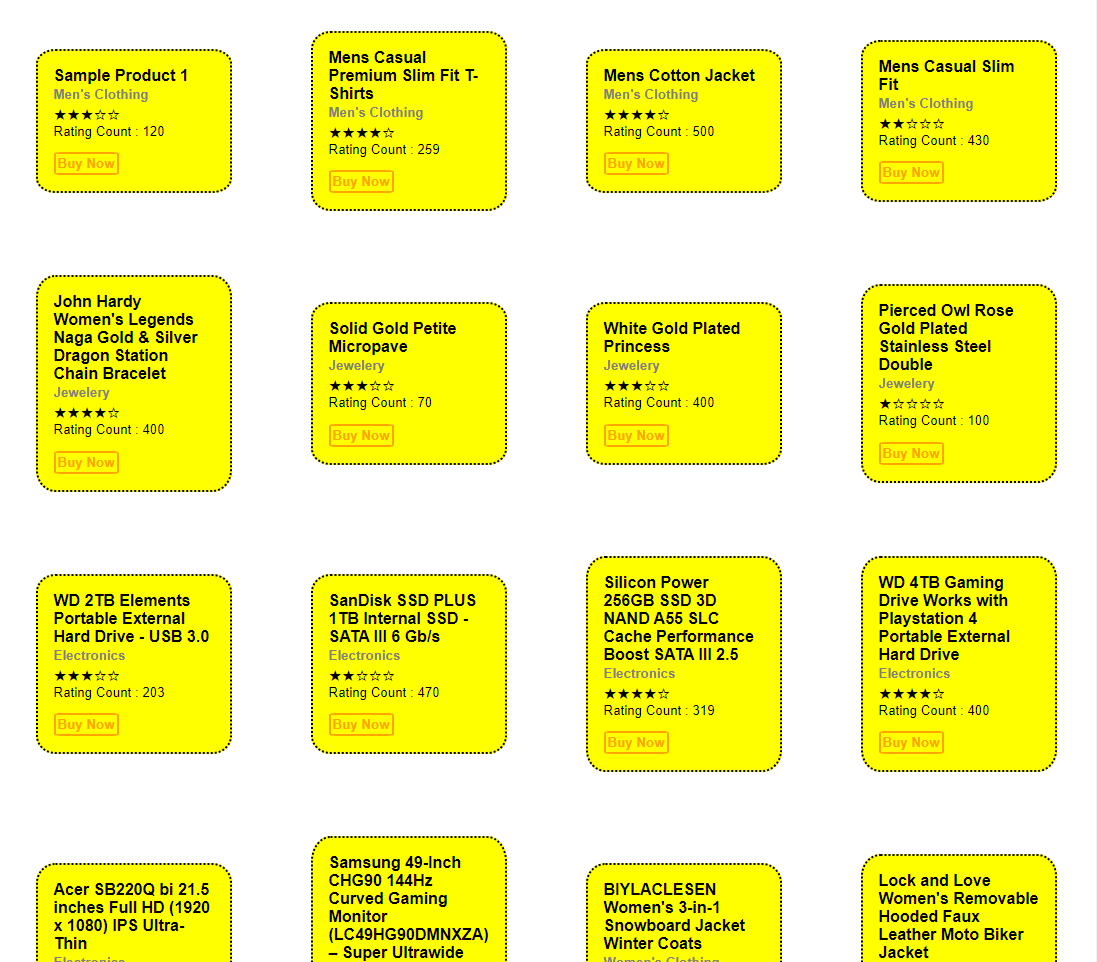 Sample Product 1
Men's Clothing
★★★☆☆
Rating Count : 120
Buy Now
Mens Casual
Premium Slim Fit T-
Shirts
Men's Clothing
★★★★☆
Rating Count : 259
Buy Now
Mens Cotton Jacket
Men's Clothing
★★★★☆
Rating Count : 500
Buy Now
Mens Casual Slim
Fit
Men's Clothing
★★☆☆☆
Rating Count : 430
Buy Now
John Hardy
Women's Legends
Naga Gold & Silver
Dragon Station
Chain Bracelet
Jewelery
★★★★☆
Rating Count : 400
Buy Now
Solid Gold Petite
Micropave
Jewelery
★★★☆☆
Rating Count : 70
Buy Now
White Gold Plated
Princess
Jewelery
★★★☆☆
Rating Count : 400
Buy Now
Pierced Owl Rose
Gold Plated
Stainless Steel
Double
Jewelery
★☆☆☆☆
Rating Count : 100
Buy Now
WD 2TB Elements
Portable External
Hard Drive - USB 3.0
Electronics
★★★☆☆
Rating Count : 203
Buy Now
SanDisk SSD PLUS
1TB Internal SSD -
SATA III 6 Gb/s
Electronics
★★☆☆☆
Rating Count : 470
Buy Now
Silicon Power
256GB SSD 3D
NAND A55 SLC
Cache Performance
Boost SATA III 2.5
Electronics
★★★★☆
Rating Count : 319
Buy Now
WD 4TB Gaming
Drive Works with
Playstation 4
Portable External
Hard Drive
Electronics
★★★★☆
Rating Count : 400
Buy Now
Acer SB220Q bi 21.5
inches Full HD (1920
x 1080) IPS Ultra-
Thin
Electronics
Samsung 49-Inch
CHG90 144Hz
Curved Gaming
Monitor
(LC49HG90DMNXZA)
– Super Ultrawide
BIYLACLESEN
Women's 3-in-1
Snowboard Jacket
Winter Coats
Women's Clothing
Lock and Love
Women's Removable
Hooded Faux
Leather Moto Biker
Jacket